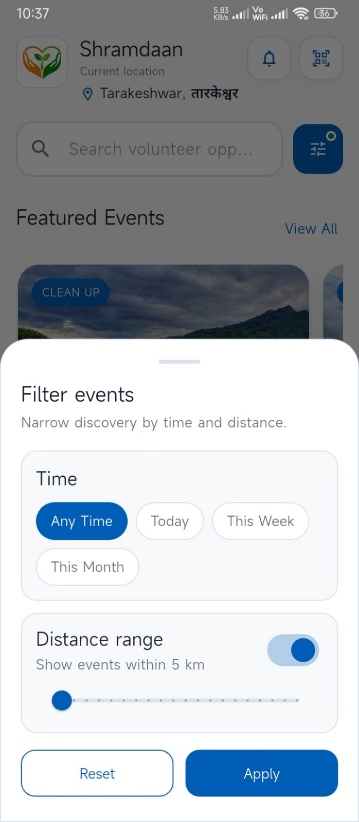 10:37
5.83 KB/s Vo WiFi 36
Shramdaan
Current location
Tarakeshwar, तारकेश्वर
Search volunteer opp...
Featured Events
View All
CLEAN UP
Filter events
Narrow discovery by time and distance.
Time
Any Time Today This Week
This Month
Distance range
Show events within 5 km
Reset Apply